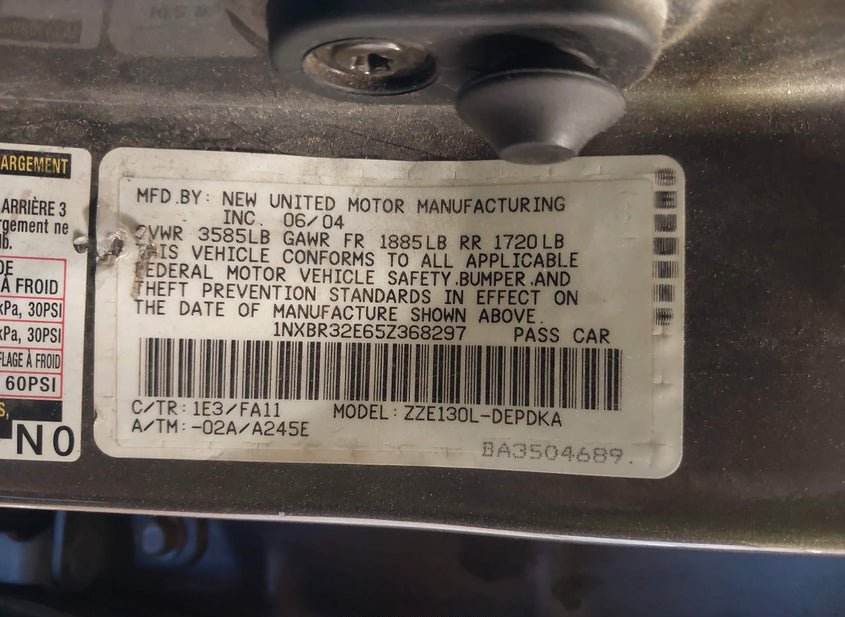 ARGEMENT
ARRIÈRE 3
rgement ne
lb.
DE
À FROID
kPa, 30PSI
kPa, 30PSI
FLAGE À FROID
60PSI
S,
NO
MFD.BY: NEW UNITED MOTOR MANUFACTURING
INC. 06/04
GVWR 3585LB GAWR FR 1885LB RR 1720LB
THIS VEHICLE CONFORMS TO ALL APPLICABLE
FEDERAL MOTOR VEHICLE SAFETY.BUMPER.AND
THEFT PREVENTION STANDARDS IN EFFECT ON
THE DATE OF MANUFACTURE SHOWN ABOVE.
1NXBR32E65Z368297 PASS CAR
C/TR: 1E3/FA11 MODEL: ZZE130L-DEPDKA
A/TM: -02A/A245E
BA3504689.